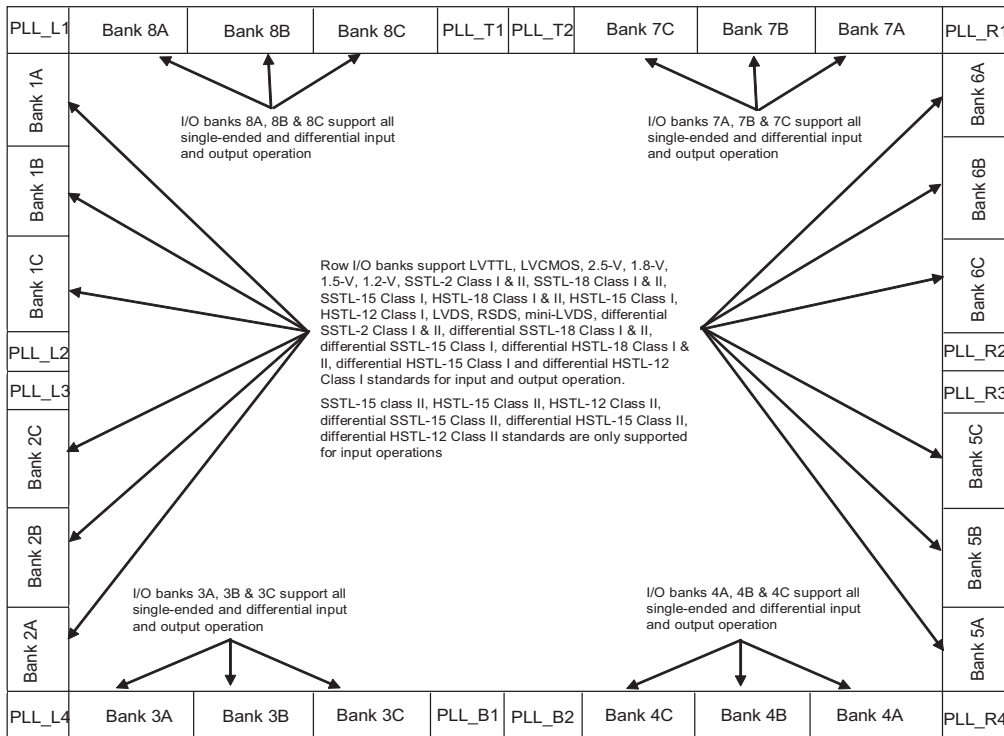 PLL_L1
Bank 8A
Bank 8B
Bank 8C
PLL_T1
PLL_T2
Bank 7C
Bank 7B
Bank 7A
PLL_R1
Bank 1A
Bank 1B
Bank 1C
PLL_L2
PLL_L3
Bank 2C
Bank 2B
Bank 2A
I/O banks 8A, 8B & 8C support all
single-ended and differential input
and output operation
I/O banks 7A, 7B & 7C support all
single-ended and differential input
and output operation
Row I/O banks support LVTTL, LVCMOS, 2.5-V, 1.8-V,
1.5-V, 1.2-V, SSTL-2 Class I & II, SSTL-18 Class I & II,
SSTL-15 Class I, HSTL-18 Class I & II, HSTL-15 Class I,
HSTL-12 Class I, LVDS, RSDS, mini-LVDS, differential
SSTL-2 Class I & II, differential SSTL-18 Class I & II,
differential SSTL-15 Class I, differential HSTL-18 Class I &
II, differential HSTL-15 Class I and differential HSTL-12
Class I standards for input and output operation.
SSTL-15 class II, HSTL-15 Class II, HSTL-12 Class II,
differential SSTL-15 Class II, differential HSTL-15 Class II,
differential HSTL-12 Class II standards are only supported
for input operations
I/O banks 3A, 3B & 3C support all
single-ended and differential input
and output operation
I/O banks 4A, 4B & 4C support all
single-ended and differential input
and output operation
Bank 6A
Bank 6B
Bank 6C
PLL_R2
PLL_R3
Bank 5C
Bank 5B
Bank 5A
PLL_L4
Bank 3A
Bank 3B
Bank 3C
PLL_B1
PLL_B2
Bank 4C
Bank 4B
Bank 4A
PLL_R4